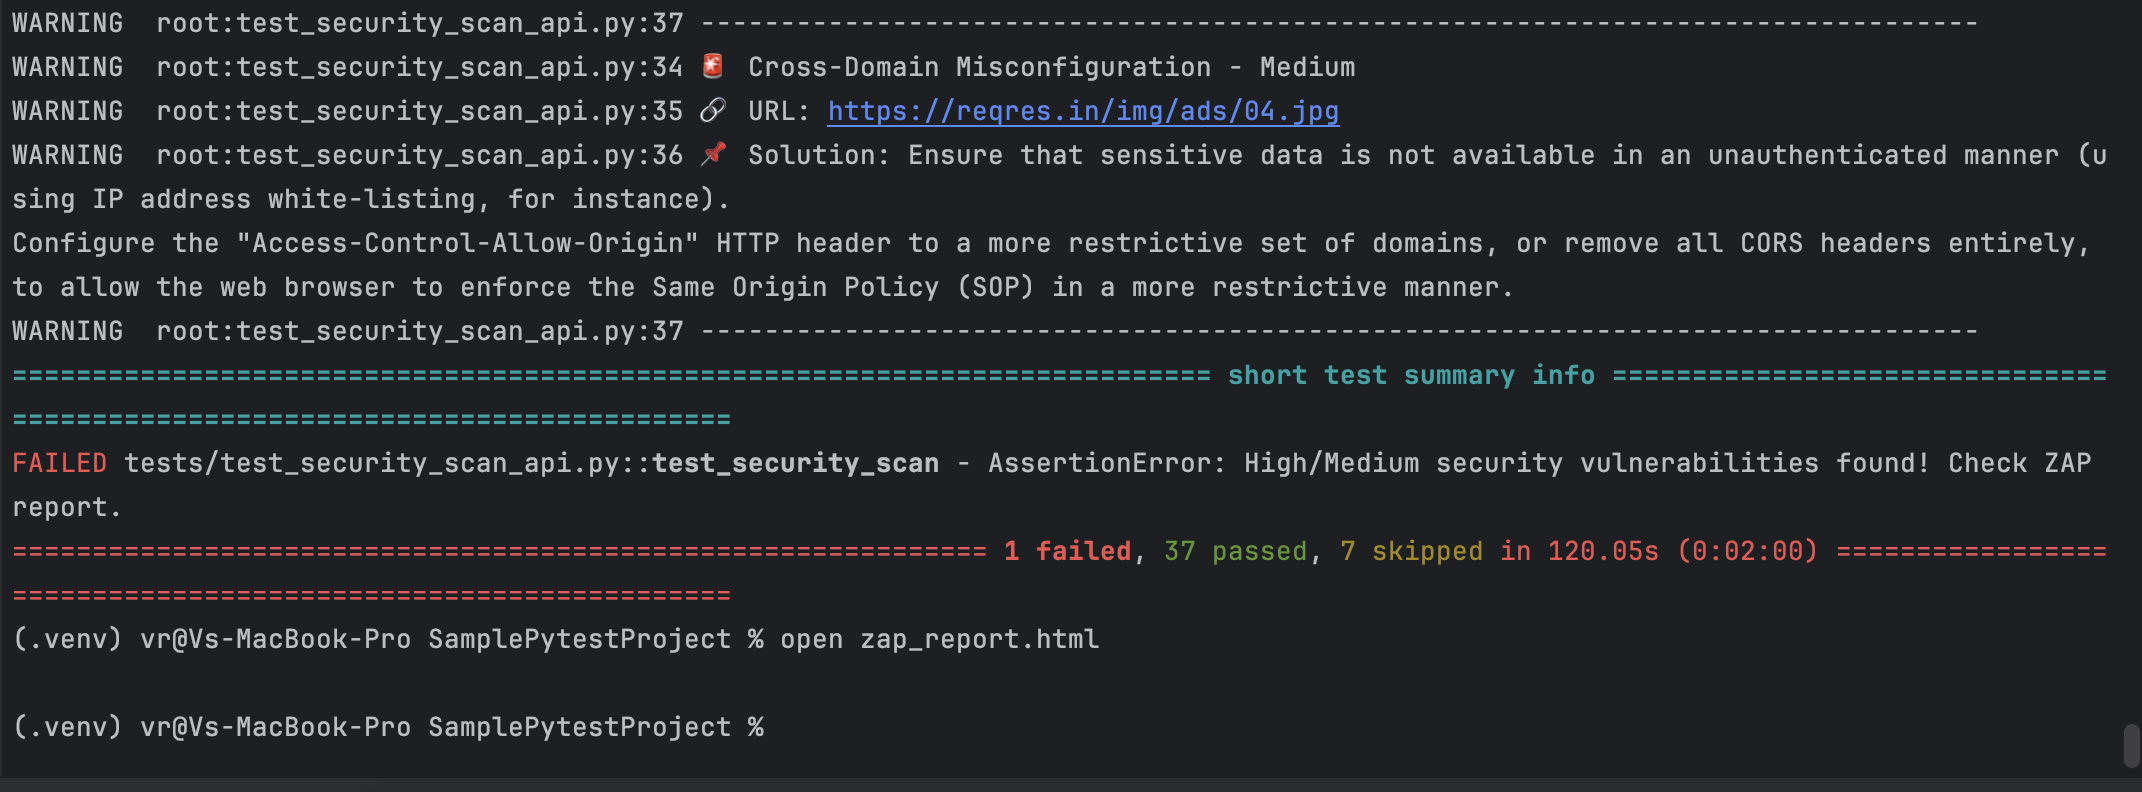 WARNING  root:test_security_scan_api.py:37 --------------------------------------------------------------------------------
WARNING  root:test_security_scan_api.py:34 🚨 Cross-Domain Misconfiguration - Medium
WARNING  root:test_security_scan_api.py:35 🔗 URL: https://reqres.in/img/ads/04.jpg
WARNING  root:test_security_scan_api.py:36 📌 Solution: Ensure that sensitive data is not available in an unauthenticated manner (u
sing IP address white-listing, for instance).
Configure the "Access-Control-Allow-Origin" HTTP header to a more restrictive set of domains, or remove all CORS headers entirely,
to allow the web browser to enforce the Same Origin Policy (SOP) in a more restrictive manner.
WARNING  root:test_security_scan_api.py:37 --------------------------------------------------------------------------------
=========================================================================== short test summary info ===============================
=============================================
FAILED tests/test_security_scan_api.py::test_security_scan - AssertionError: High/Medium security vulnerabilities found! Check ZAP
report.
============================================================= 1 failed, 37 passed, 7 skipped in 120.05s (0:02:00) =================
=============================================
(.venv) vr@Vs-MacBook-Pro SamplePytestProject % open zap_report.html
(.venv) vr@Vs-MacBook-Pro SamplePytestProject %